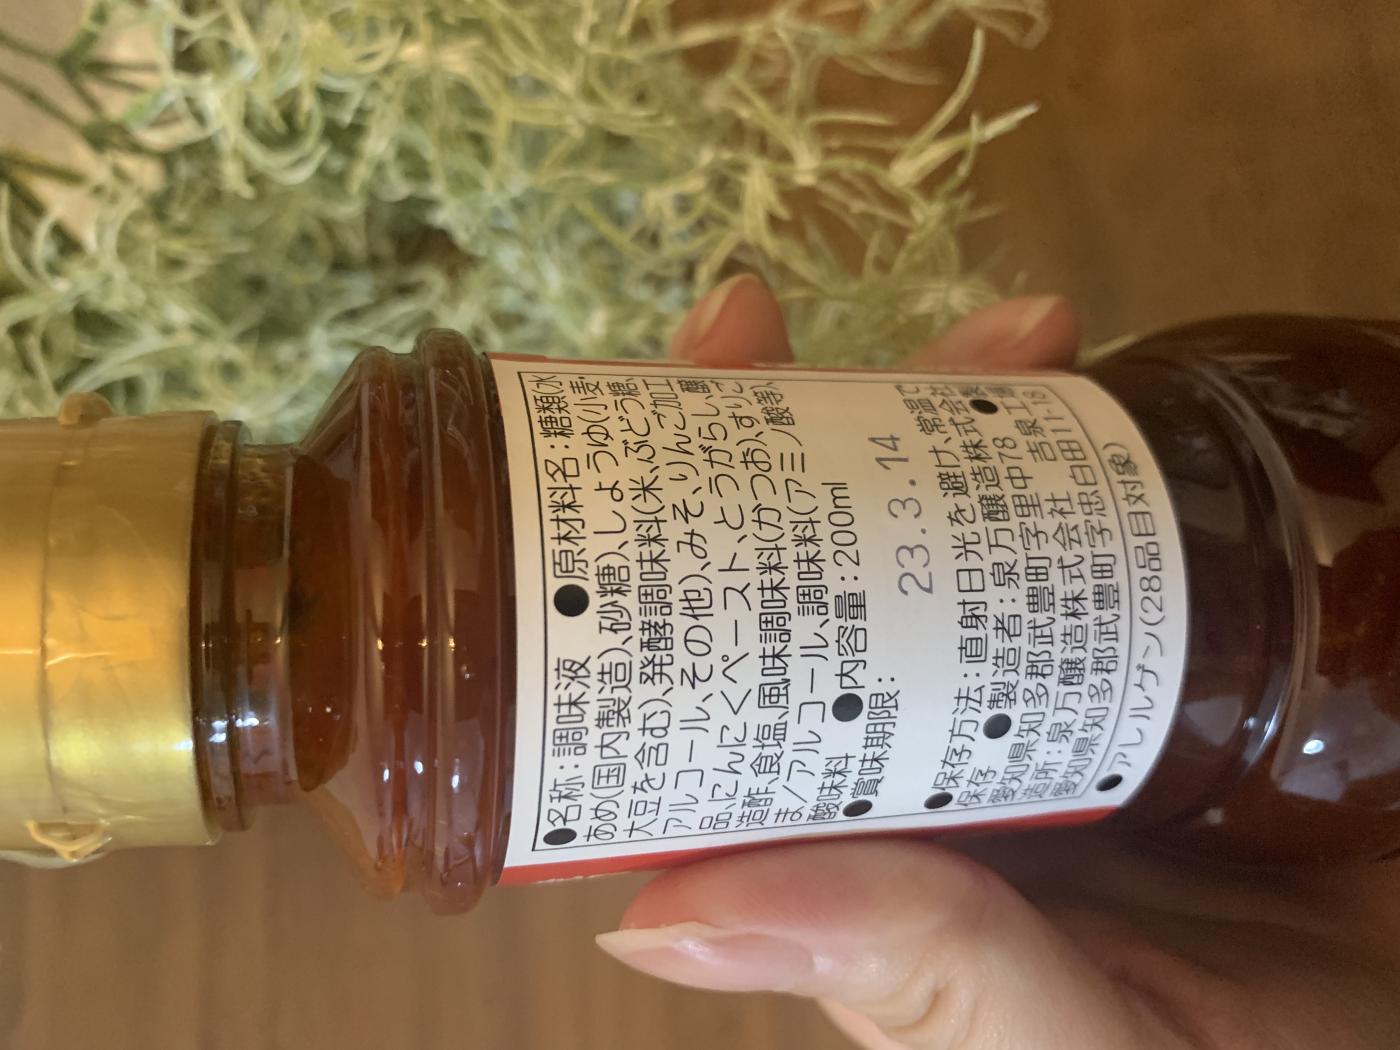 ●名称：調味液 ●原材料名：糖類(水
あめ(国内製造)、砂糖)、しょうゆ(小麦・
大豆を含む)、発酵調味料(米、ぶどう糖、
アルコール、その他)、みそ、りんご加工
品、にんにくペースト、とうがらし、醸
造酢、食塩、風味調味料(かつお)、すりご
ま／アルコール、調味料(アミノ酸等)、
酸味料 ●内容量：200ml
●賞味期限：
23.3.14
●保存方法：直射日光を避け、常温で
保存 ●製造者：泉万醸造株式会社
愛知県知多郡武豊町字里中78 ●製
造所：泉万醸造株式会社 吉泉工場
愛知県知多郡武豊町字忠白田11-18
●アレルゲン(28品目対象)